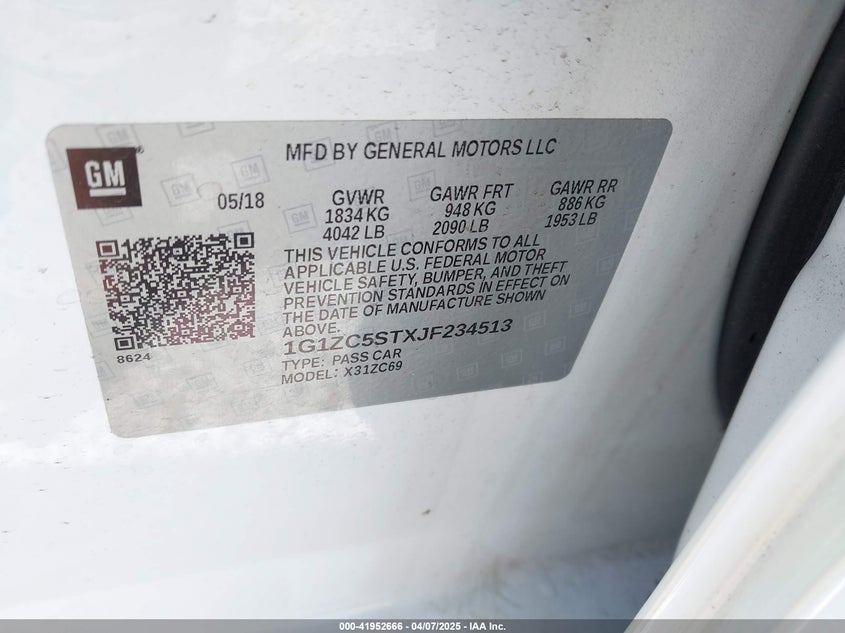 GM
MFD BY GENERAL MOTORS LLC
05/18
GVWR
1834 KG
4042 LB
GAWR FRT
948 KG
2090 LB
GAWR RR
886 KG
1953 LB
THIS VEHICLE CONFORMS TO ALL
APPLICABLE U.S. FEDERAL MOTOR
VEHICLE SAFETY, BUMPER, AND THEFT
PREVENTION STANDARDS IN EFFECT ON
THE DATE OF MANUFACTURE SHOWN
ABOVE.
8624
1G1ZC5STXJF234513
TYPE: PASS CAR
MODEL: X31ZC69
000-41952666 - 04/07/2025 - IAA Inc.